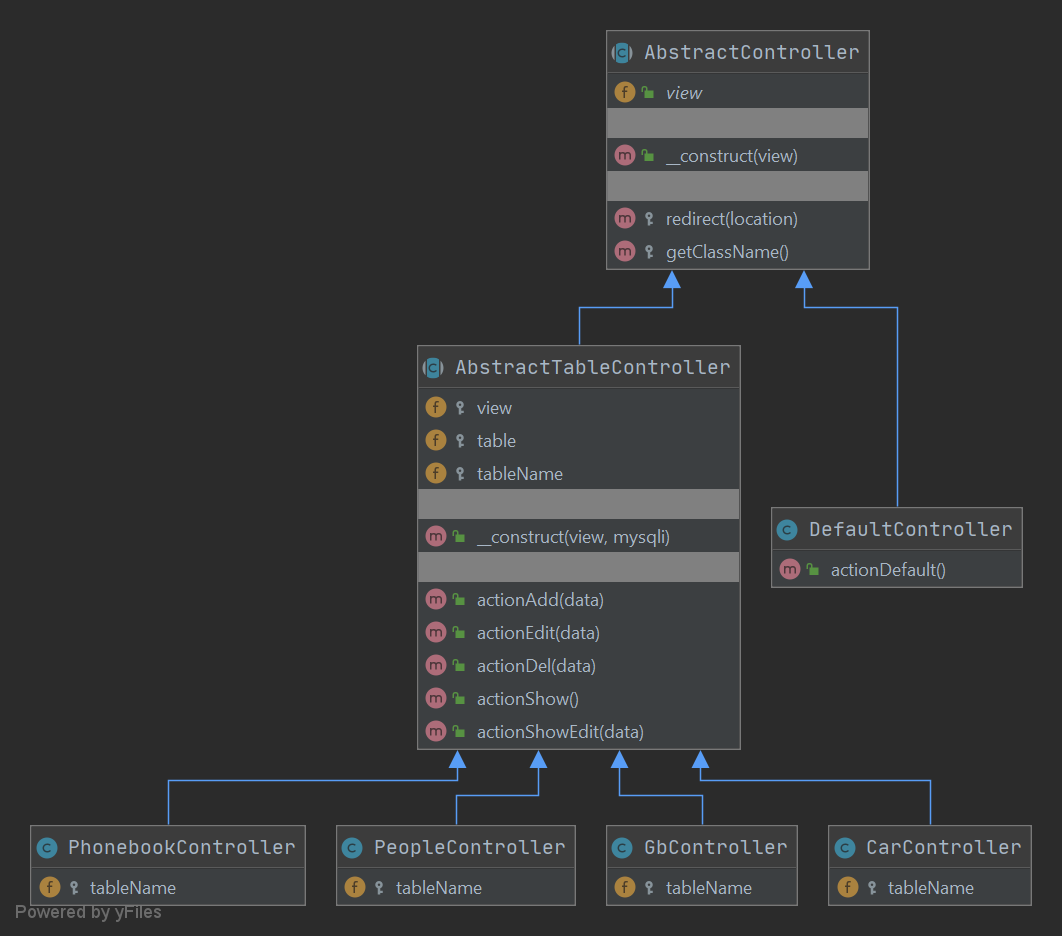 AbstractController
view
__construct(view)
redirect(location)
getClassName()
AbstractTableController
view
table
tableName
__construct(view, mysqli)
actionAdd(data)
actionEdit(data)
actionDel(data)
actionShow()
actionShowEdit(data)
DefaultController
actionDefault()
PhonebookController
tableName
PeopleController
tableName
GbController
tableName
CarController
tableName
Powered by yFiles